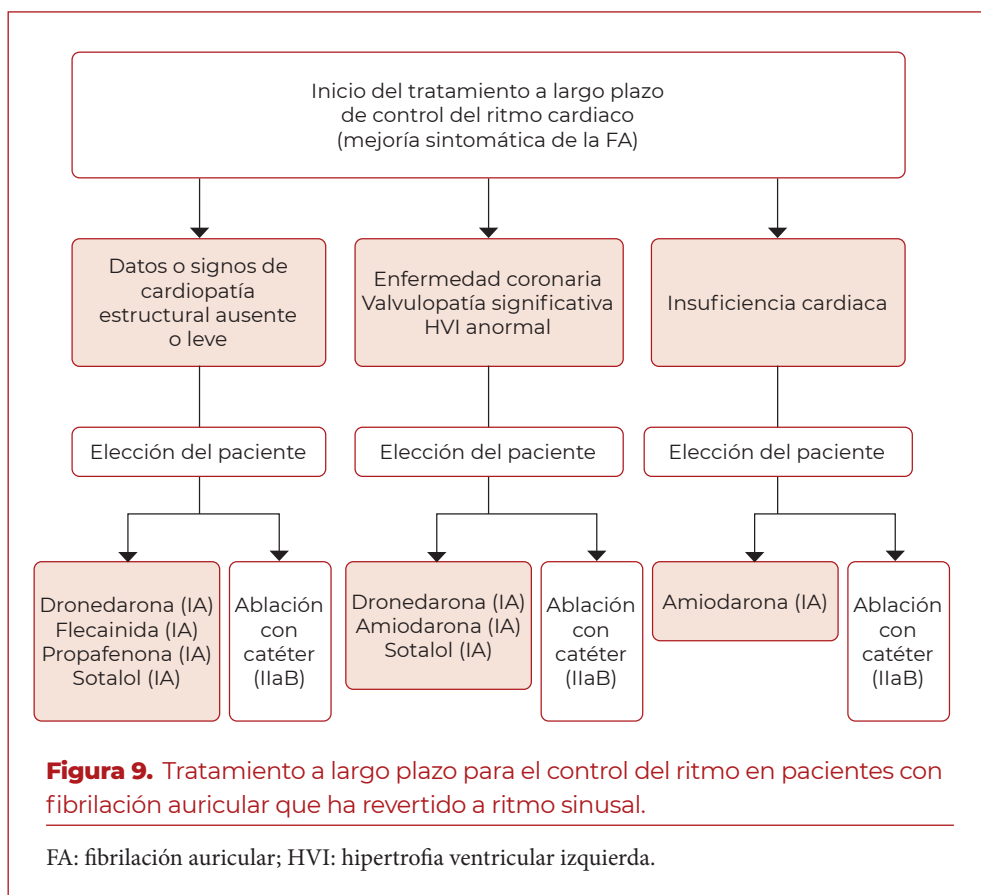 Inicio del tratamiento a largo plazo
de control del ritmo cardiaco
(mejoría sintomática de la FA)
Datos o signos de
cardiopatía
estructural ausente
o leve
Enfermedad coronaria
Valvulopatía significativa
HVI anormal
Insuficiencia cardiaca
Elección del paciente
Elección del paciente
Elección del paciente
Dronedarona (IA)
Flecainida (IA)
Propafenona (IA)
Sotalol (IA)
Ablación
con
catéter
(IIaB)
Dronedarona (IA)
Amiodarona (IA)
Sotalol (IA)
Ablación
con
catéter
(IIaB)
Amiodarona (IA)
Ablación
con
catéter
(IIaB)
Figura 9. Tratamiento a largo plazo para el control del ritmo en pacientes con
fibrilación auricular que ha revertido a ritmo sinusal.
FA: fibrilación auricular; HVI: hipertrofia ventricular izquierda.